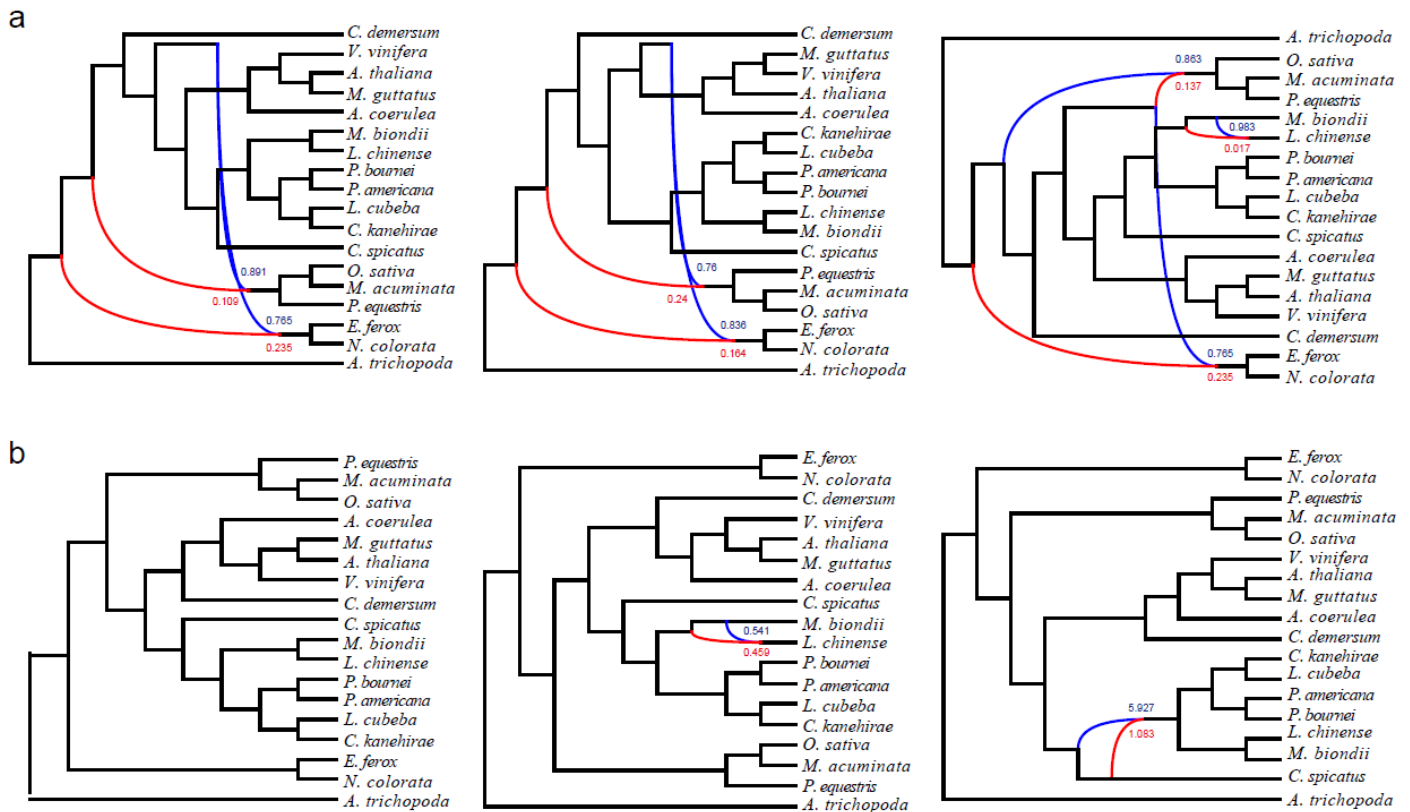 a
C. demersum
V. vinifera
A. thaliana
M. guttatus
A. coerulea
M. biondii
L. chinense
P. bournei
P. americana
L. cubeba
C. kanehirae
C. spicatus
O. sativa
M. acuminata
P. equestris
E. ferox
N. colorata
A. trichopoda
0.891
0.109
0.765
0.235
C. demersum
M. guttatus
V. vinifera
A. thaliana
A. coerulea
C. kanehirae
L. cubeba
P. americana
P. bournei
L. chinense
M. biondii
C. spicatus
P. equestris
M. acuminata
O. sativa
E. ferox
N. colorata
A. trichopoda
0.76
0.24
0.836
0.164
A. trichopoda
O. sativa
M. acuminata
P. equestris
M. biondii
L. chinense
P. bournei
P. americana
L. cubeba
C. kanehirae
C. spicatus
A. coerulea
M. guttatus
A. thaliana
V. vinifera
C. demersum
E. ferox
N. colorata
0.863
0.137
0.983
0.017
0.765
0.235
b
P. equestris
M. acuminata
O. sativa
A. coerulea
M. guttatus
A. thaliana
V. vinifera
C. demersum
C. spicatus
M. biondii
L. chinense
P. bournei
P. americana
L. cubeba
C. kanehirae
E. ferox
N. colorata
A. trichopoda
E. ferox
N. colorata
C. demersum
V. vinifera
A. thaliana
M. guttatus
A. coerulea
C. spicatus
M. biondii
L. chinense
P. bournei
P. americana
L. cubeba
C. kanehirae
O. sativa
M. acuminata
P. equestris
A. trichopoda
0.541
0.459
E. ferox
N. colorata
P. equestris
M. acuminata
O. sativa
V. vinifera
A. thaliana
M. guttatus
A. coerulea
C. demersum
C. kanehirae
L. cubeba
P. americana
P. bournei
L. chinense
M. biondii
C. spicatus
A. trichopoda
5.927
1.083